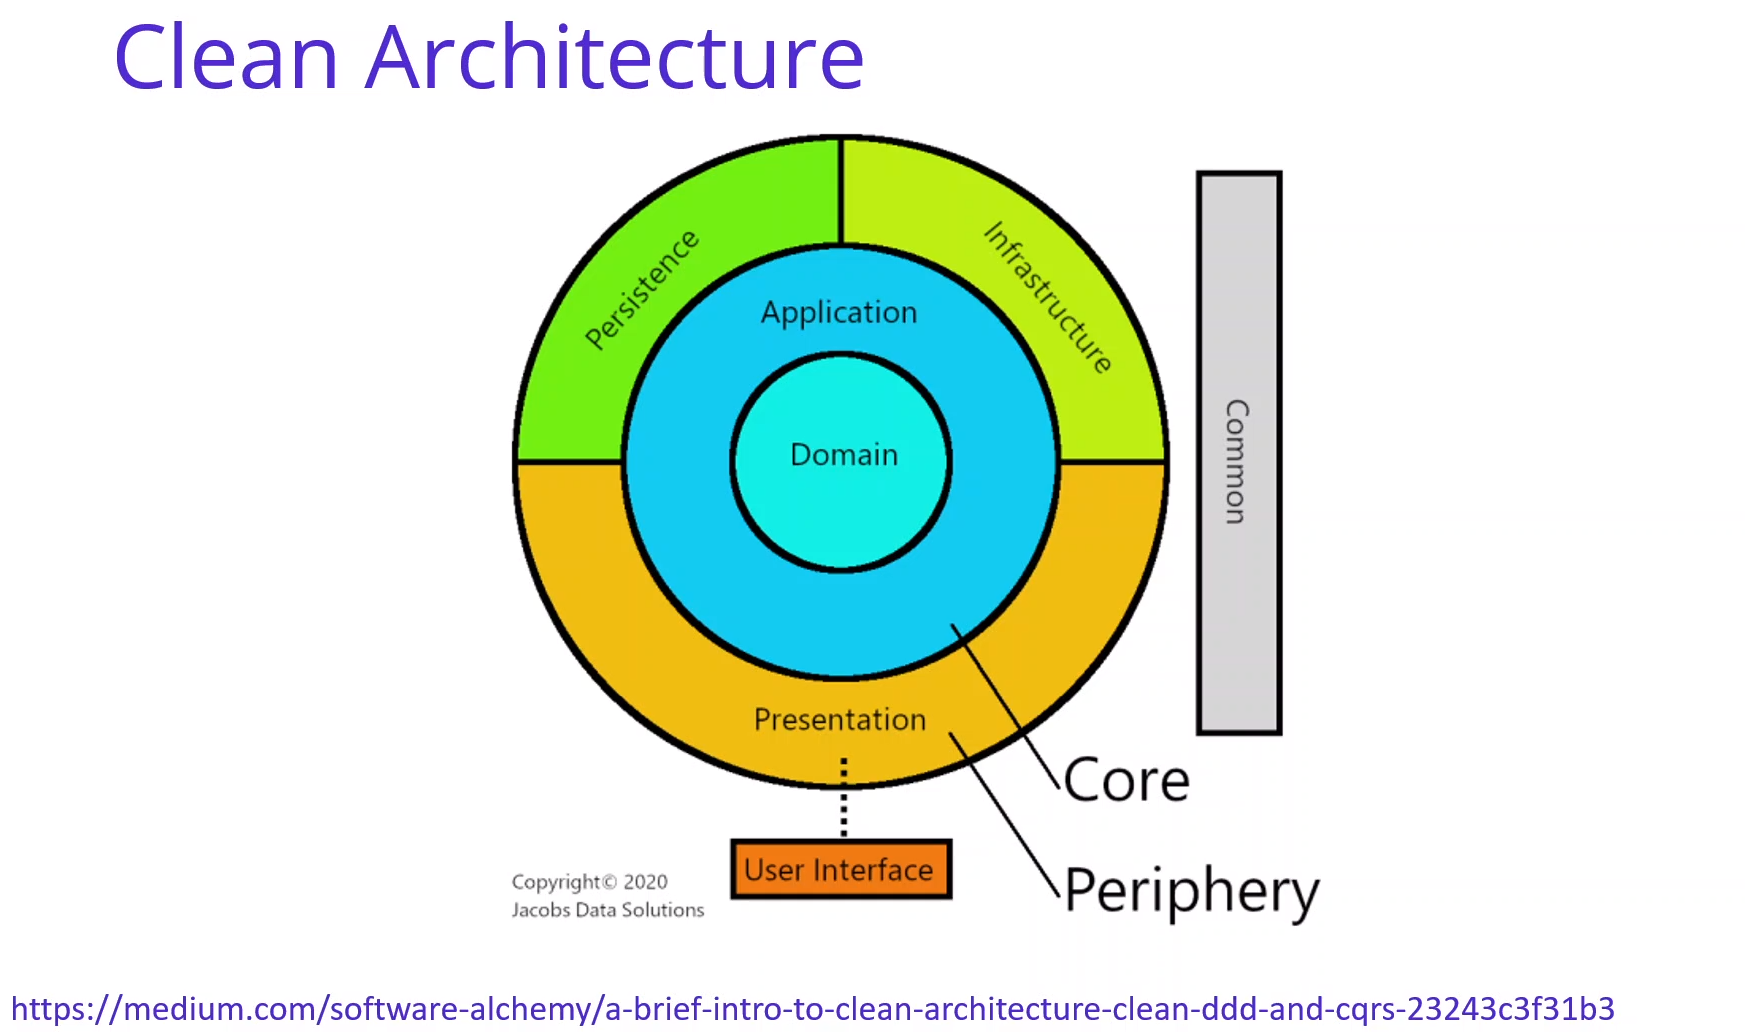 Clean Architecture
Persistence
Infrastructure
Application
Domain
Common
Presentation
Core
User Interface
Periphery
Copyright© 2020
Jacobs Data Solutions
https://medium.com/software-alchemy/a-brief-intro-to-clean-architecture-clean-ddd-and-cqrs-23243c3f31b3